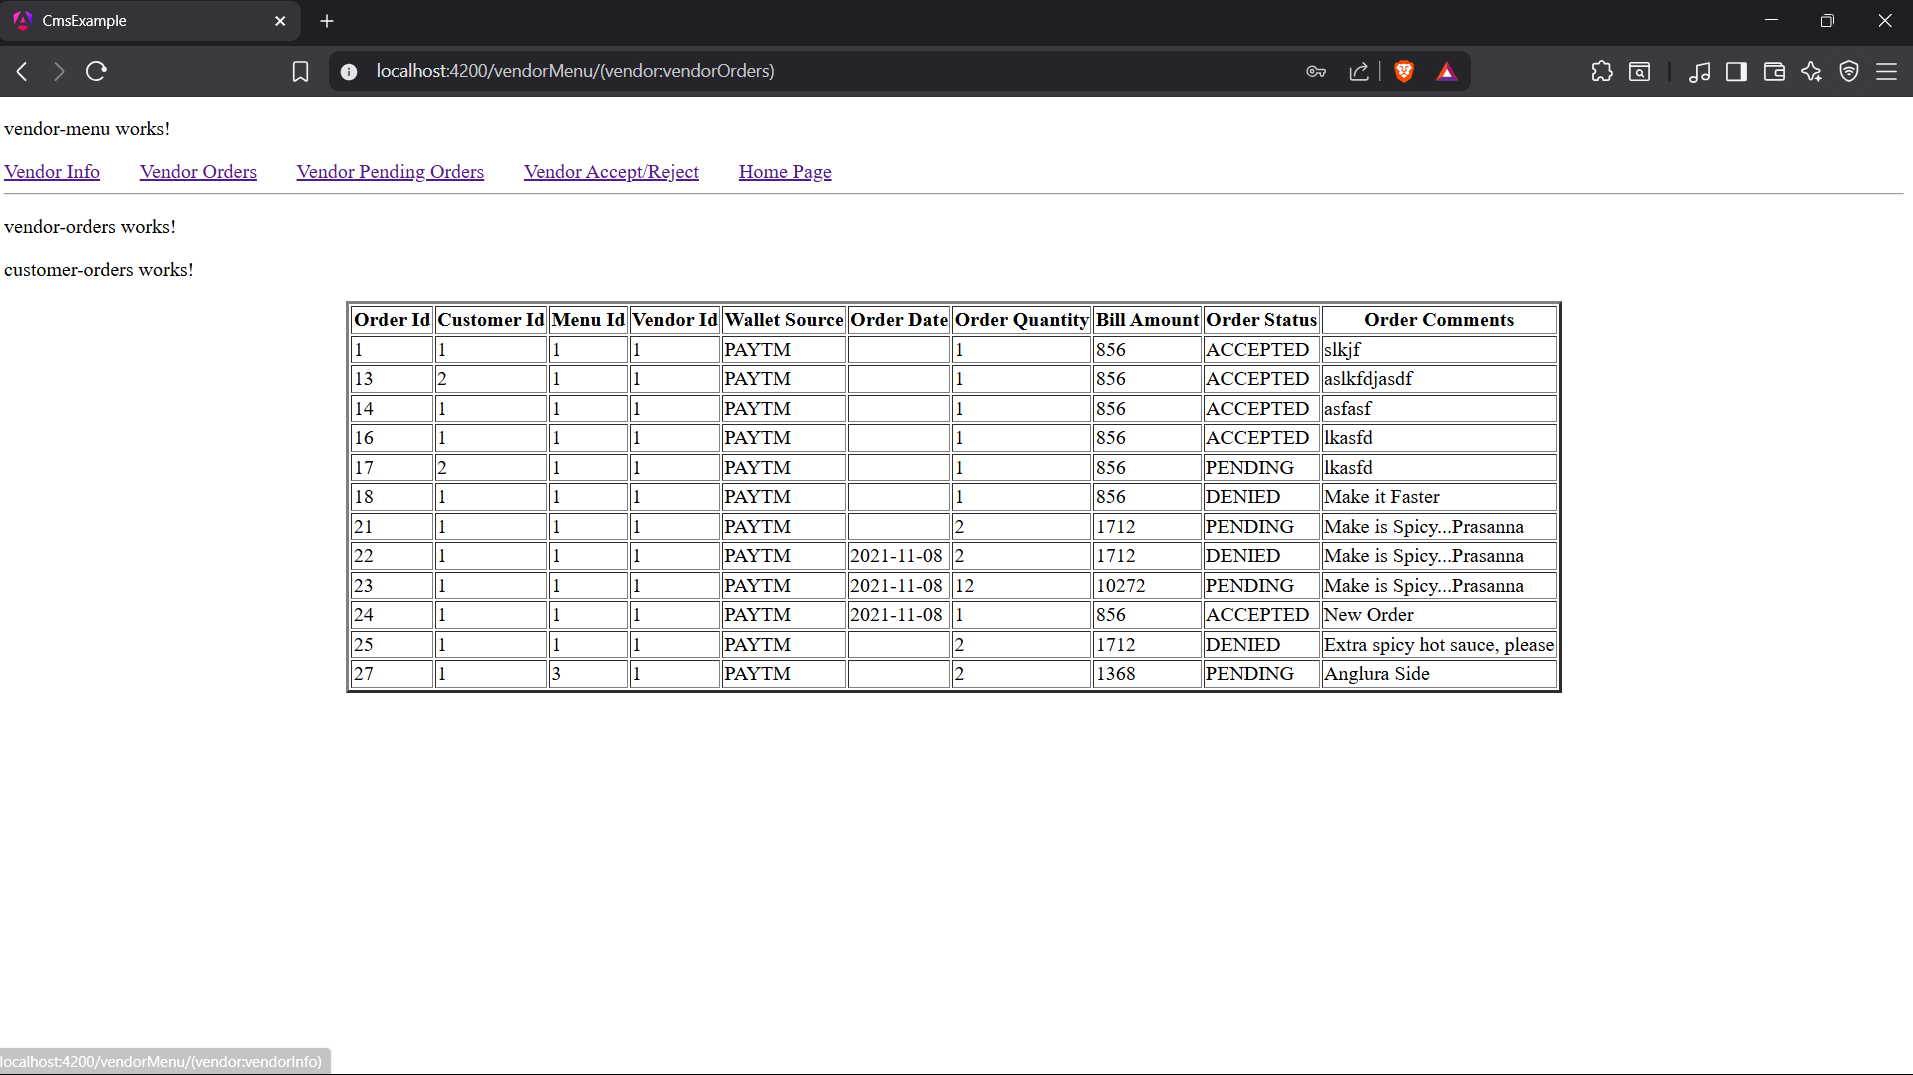 CmsExample
localhost:4200/vendorMenu/(vendor:vendorOrders)
vendor-menu works!
Vendor Info Vendor Orders Vendor Pending Orders Vendor Accept/Reject Home Page
vendor-orders works!
customer-orders works!
Order Id Customer Id Menu Id Vendor Id Wallet Source Order Date Order Quantity Bill Amount Order Status Order Comments
1 1 1 1 PAYTM 1 856 ACCEPTED slkjf
13 2 1 1 PAYTM 1 856 ACCEPTED aslkfdjasdf
14 1 1 1 PAYTM 1 856 ACCEPTED asfasf
16 1 1 1 PAYTM 1 856 ACCEPTED lkasfd
17 2 1 1 PAYTM 1 856 PENDING lkasfd
18 1 1 1 PAYTM 1 856 DENIED Make it Faster
21 1 1 1 PAYTM 2 1712 PENDING Make is Spicy...Prasanna
22 1 1 1 PAYTM 2021-11-08 2 1712 DENIED Make is Spicy...Prasanna
23 1 1 1 PAYTM 2021-11-08 12 10272 PENDING Make is Spicy...Prasanna
24 1 1 1 PAYTM 2021-11-08 1 856 ACCEPTED New Order
25 1 1 1 PAYTM 2 1712 DENIED Extra spicy hot sauce, please
27 1 3 1 PAYTM 2 1368 PENDING Anglura Side
localhost:4200/vendorMenu/(vendor:vendorInfo)